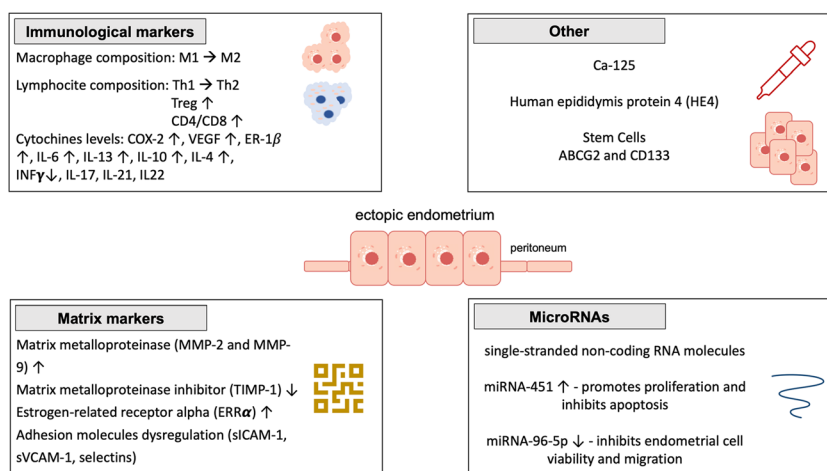 Immunological markers
Macrophage composition: M1 → M2
Lymphocite composition: Th1 → Th2
Treg ↑
CD4/CD8 ↑
Cytochines levels: COX-2 ↑, VEGF ↑, ER-1β
↑, IL-6 ↑, IL-13 ↑, IL-10 ↑, IL-4 ↑,
INFγ↓, IL-17, IL-21, IL22
Other
Ca-125
Human epididymis protein 4 (HE4)
Stem Cells
ABCG2 and CD133
ectopic endometrium
peritoneum
Matrix markers
Matrix metalloproteinase (MMP-2 and MMP-
9) ↑
Matrix metalloproteinase inhibitor (TIMP-1) ↓
Estrogen-related receptor alpha (ERRα) ↑
Adhesion molecules dysregulation (sICAM-1,
sVCAM-1, selectins)
MicroRNAs
single-stranded non-coding RNA molecules
miRNA-451 ↑ - promotes proliferation and
inhibits apoptosis
miRNA-96-5p ↓ - inhibits endometrial cell
viability and migration